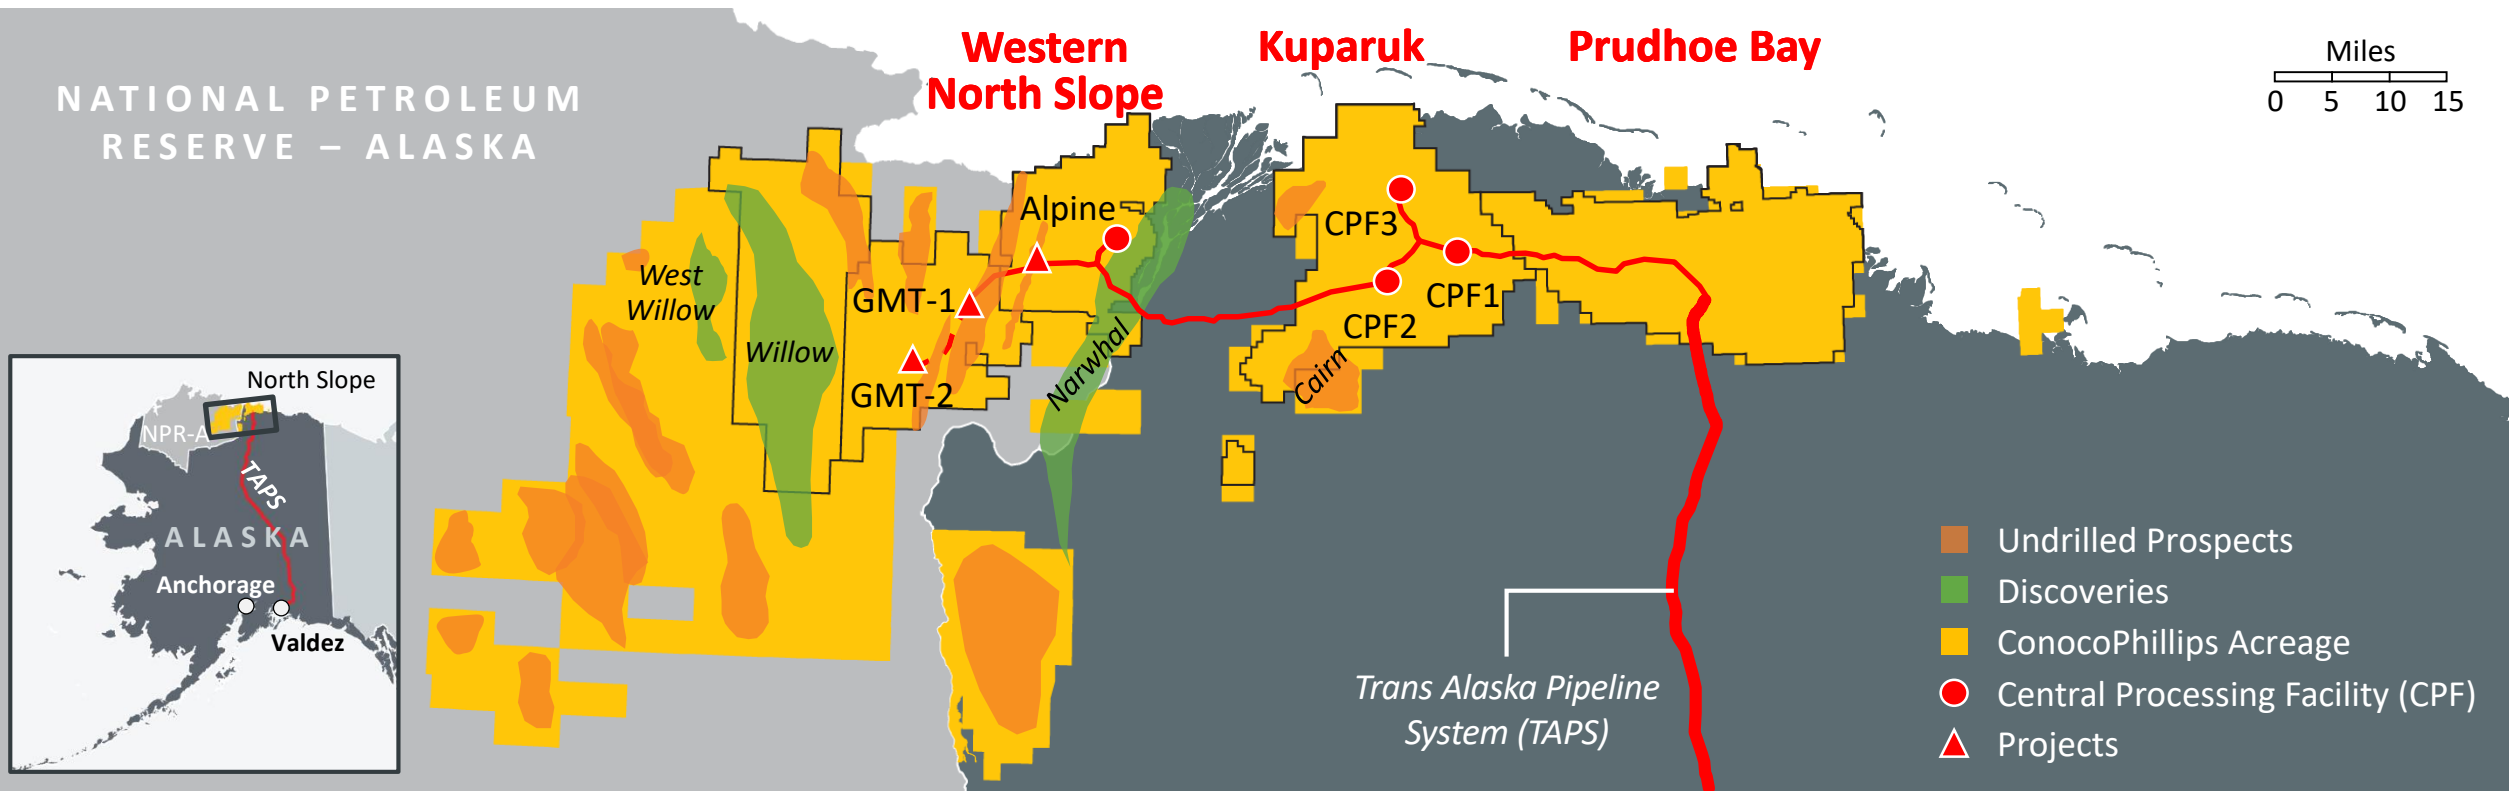 Western
North Slope
Kuparuk
Prudhoe Bay
Miles
0 5 10 15
NATIONAL PETROLEUM
RESERVE – ALASKA
Alpine
CPF3
West
Willow
GMT-1
CPF1
CPF2
Willow
Narwhal
Cairn
GMT-2
North Slope
NPR-A
TAPS
ALASKA
Anchorage
Valdez
Trans Alaska Pipeline
System (TAPS)
Undrilled Prospects
Discoveries
ConocoPhillips Acreage
Central Processing Facility (CPF)
Projects